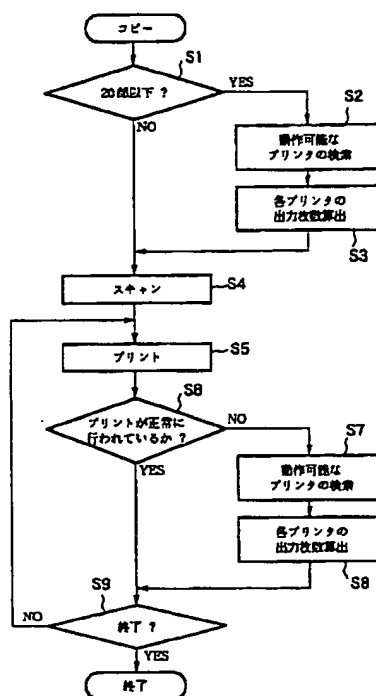 コピー
S1
20部以下 ?
YES
NO
S2
動作可能な
プリンタの検索
各プリンタの
出力枚数算出
S3
スキャン
S4
プリント
S5
S6
プリントが正常に
行われているか ?
NO
YES
S7
動作可能な
プリンタの検索
各プリンタの
出力枚数算出
S8
S9
終了 ?
NO
YES
終了